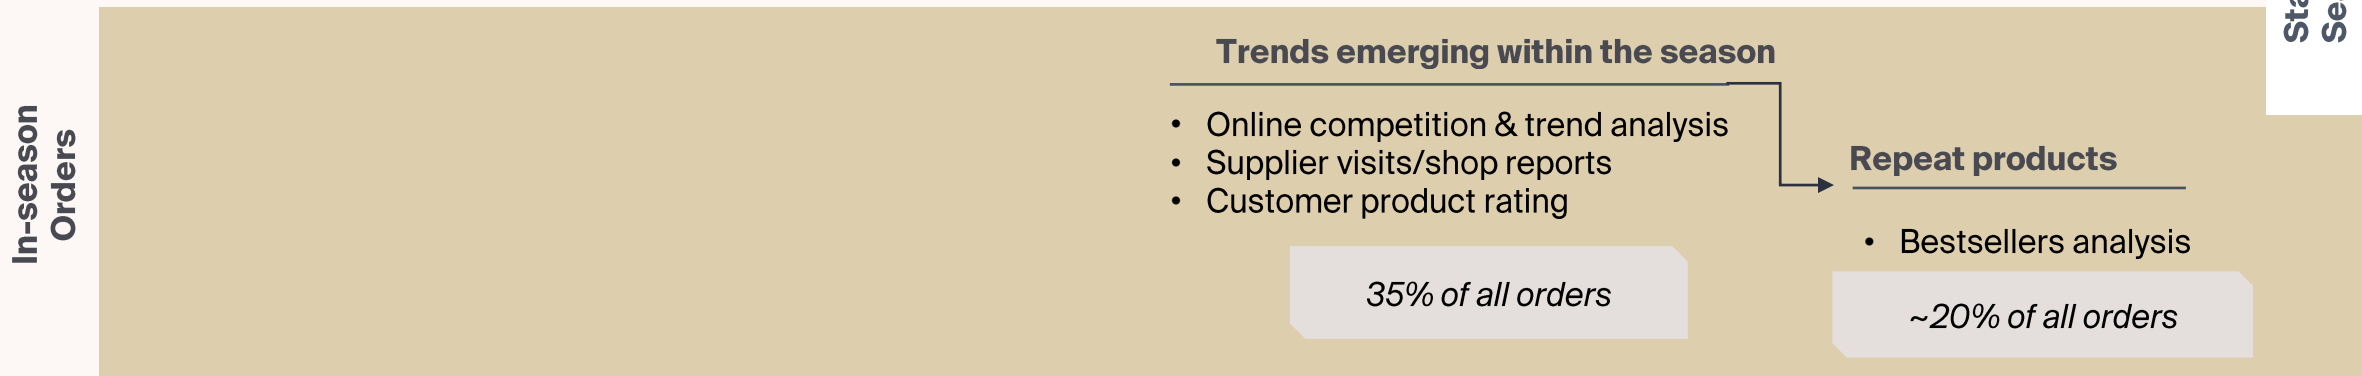 In-season
Orders
Trends emerging within the season
• Online competition & trend analysis
• Supplier visits/shop reports
• Customer product rating
35% of all orders
Repeat products
• Bestsellers analysis
~20% of all orders